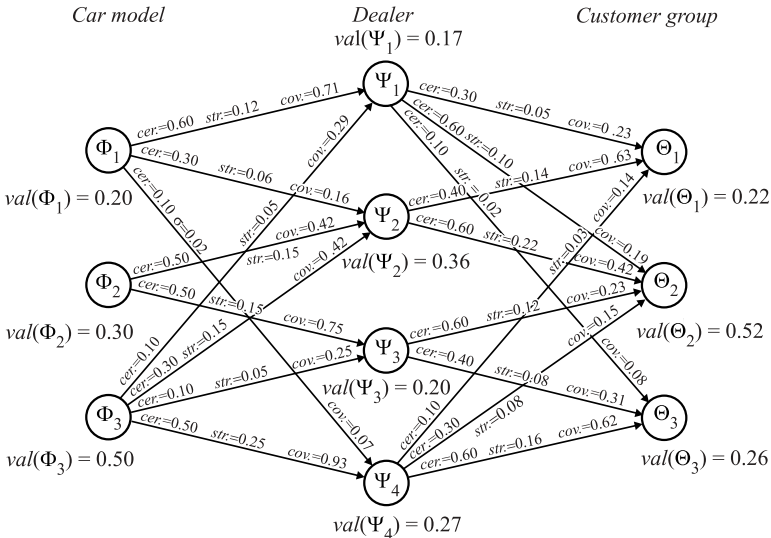 Car model
Dealer
Customer group
val(Ψ1) = 0.17
Ψ1
cer.=0.60 str.=0.12 cov.=0.71
cer.=0.30 str.=0.05 cov.=0 .23
cer.=0.60 str.=0.10 cov.=0.19
cer.=0.10 str. = 0.02 cov.=0.08
Φ1
Θ1
val(Φ1) = 0.20
val(Θ1) = 0.22
cer.=0.30 str.=0.06 cov.=0.16
cer.=0.10 σ=0.02 cov.=0.07
cer.=0.40 str.=0.14 cov.=0 .63
Ψ2
cer.=0.60 str.=0.22 cov.=0.42
val(Ψ2) = 0.36
cer.=0.50 str.=0.15 cov.=0.42
Φ2
Θ2
cer.=0.50 str.=0.15 cov.=0.75
val(Φ2) = 0.30
val(Θ2) = 0.52
Ψ3
cer.=0.60 str.=0.12 cov.=0.23
cer.=0.40 str.=0.08 cov.=0.31
val(Ψ3) = 0.20
cer.=0.10 str.=0.05 cov.=0.29
cer.=0.30 str.=0.15 cov.=0.42
cer.=0.10 str.=0.05 cov.=0.25
Φ3
Θ3
cer.=0.50 str.=0.25 cov.=0.93
val(Φ3) = 0.50
val(Θ3) = 0.26
cer.=0.10 str.=0.03 cov.=0.14
cer.=0.30 str.=0.08 cov.=0.15
cer.=0.60 str.=0.16 cov.=0.62
Ψ4
val(Ψ4) = 0.27